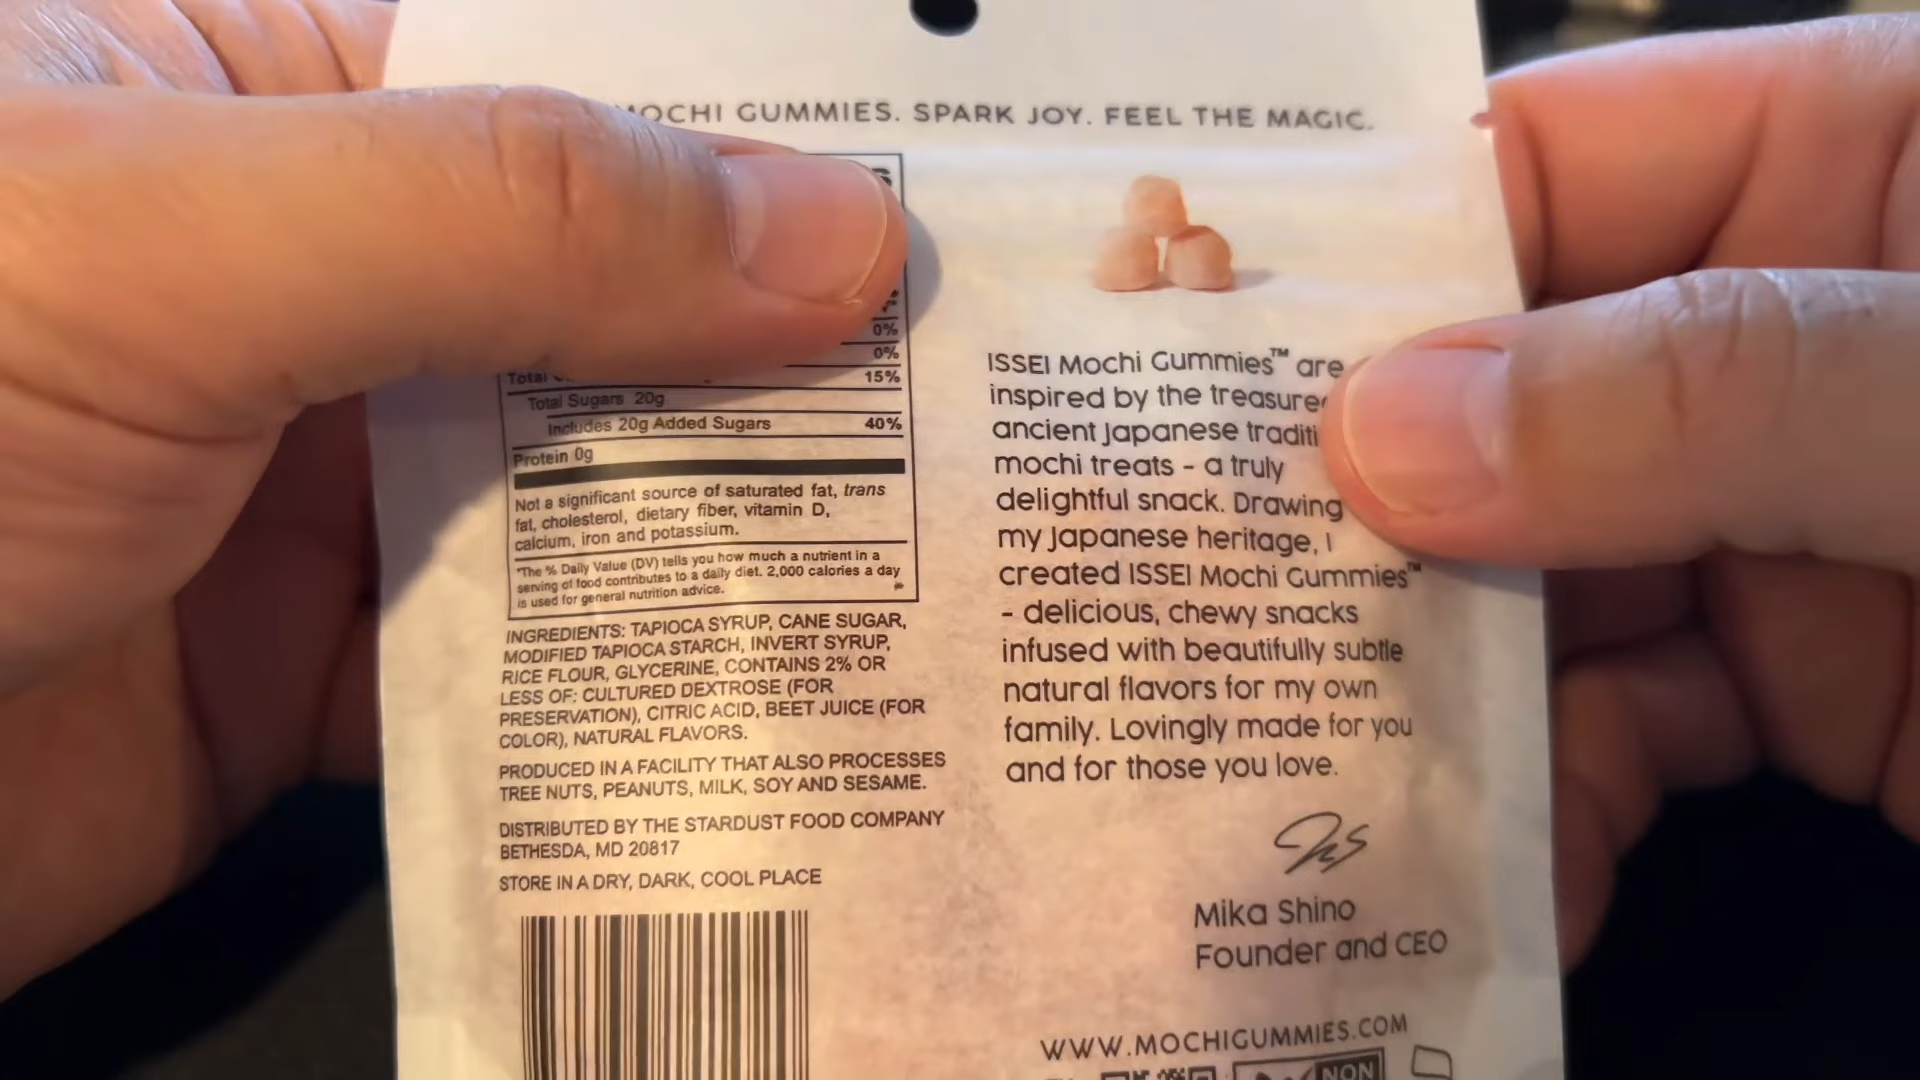 MOCHI GUMMIES. SPARK JOY. FEEL THE MAGIC.
0%
0%
Total 15%
Total Sugars 20g
Includes 20g Added Sugars 40%
Protein 0g
Not a significant source of saturated fat, trans
fat, cholesterol, dietary fiber, vitamin D,
calcium, iron and potassium.
*The % Daily Value (DV) tells you how much a nutrient in a
serving of food contributes to a daily diet. 2,000 calories a day
is used for general nutrition advice.
INGREDIENTS: TAPIOCA SYRUP, CANE SUGAR,
MODIFIED TAPIOCA STARCH, INVERT SYRUP,
RICE FLOUR, GLYCERINE, CONTAINS 2% OR
LESS OF: CULTURED DEXTROSE (FOR
PRESERVATION), CITRIC ACID, BEET JUICE (FOR
COLOR), NATURAL FLAVORS.
PRODUCED IN A FACILITY THAT ALSO PROCESSES
TREE NUTS, PEANUTS, MILK, SOY AND SESAME.
DISTRIBUTED BY THE STARDUST FOOD COMPANY
BETHESDA, MD 20817
STORE IN A DRY, DARK, COOL PLACE
ISSEI Mochi Gummies™ are
inspired by the treasure
ancient Japanese traditi
mochi treats - a truly
delightful snack. Drawing
my Japanese heritage, I
created ISSEI Mochi Gummies™
- delicious, chewy snacks
infused with beautifully subtle
natural flavors for my own
family. Lovingly made for you
and for those you love.
Mika Shino
Founder and CEO
WWW.MOCHIGUMMIES.COM
NON